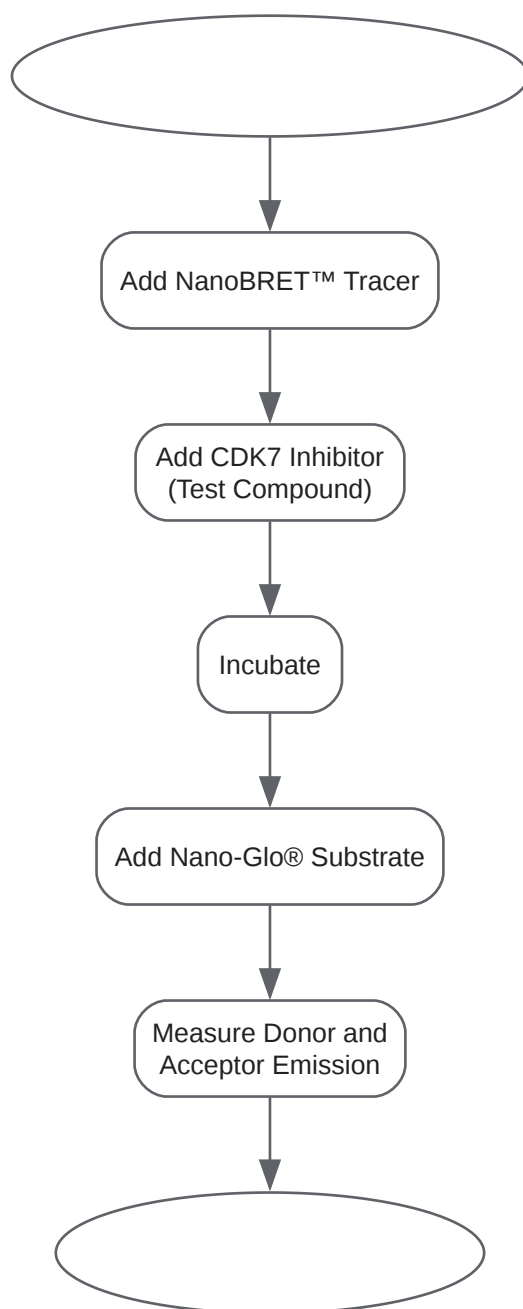 Add NanoBRET™ Tracer
Add CDK7 Inhibitor
(Test Compound)
Incubate
Add Nano-Glo® Substrate
Measure Donor and
Acceptor Emission